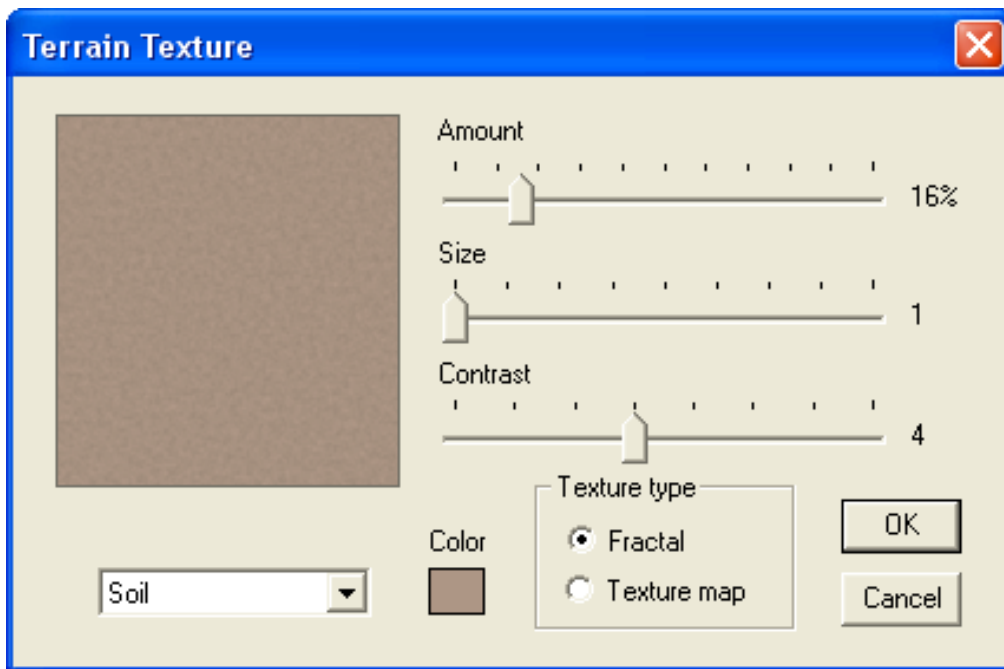 Terrain Texture
Amount
16%
Size
1
Contrast
4
Texture type
Color
Fractal
Texture map
Soil
OK
Cancel